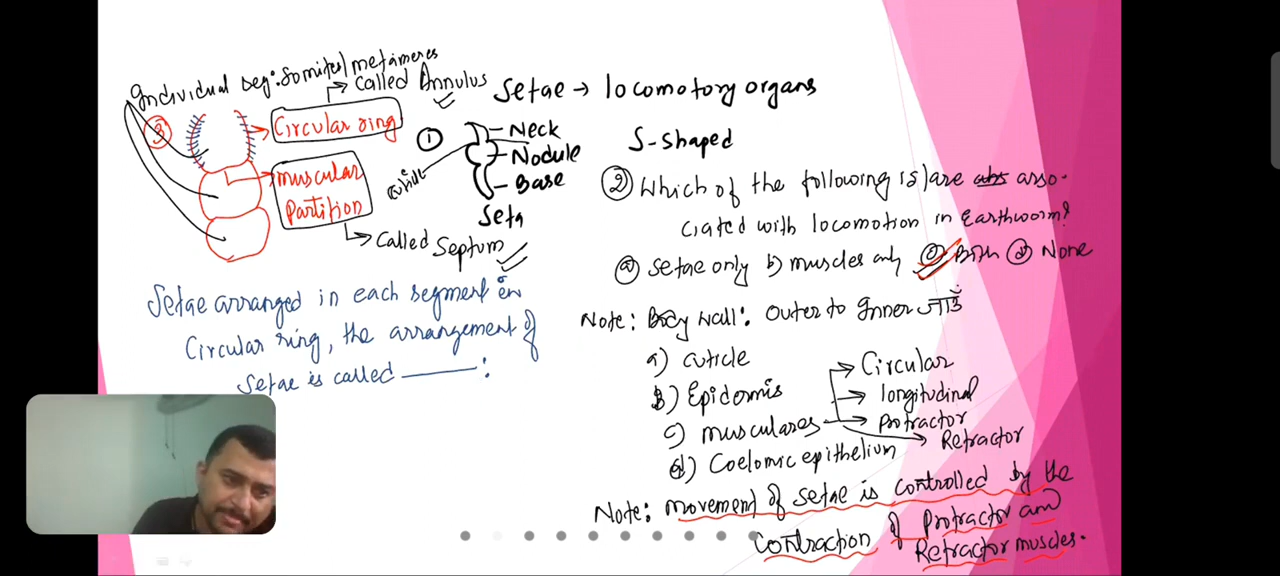 Individual seg: Somites/metameres
→ Called Annulus
③
Circular ring
muscular
Partition
→ Called Septum
Setae arranged in each segment in
Circular ring, the arrangement of
Setae is called ———:
Setae → locomotory organs
①
Neck
Nodule
Base
Seta
S-shaped
② Which of the following is/are asso-
ciated with locomotion in Earthworm?
ⓐ Setae only b) muscles only ⓒ Both ⓓ None
Note: Body wall: Outer to Inner
a) cuticle
B) Epidermis
c) musculares
→ Circular
→ longitudinal
→ Protractor
→ Retractor
d) Coelomic epithelium
Note: movement of setae is controlled by the
contraction of Protractor and
Retractor muscles.